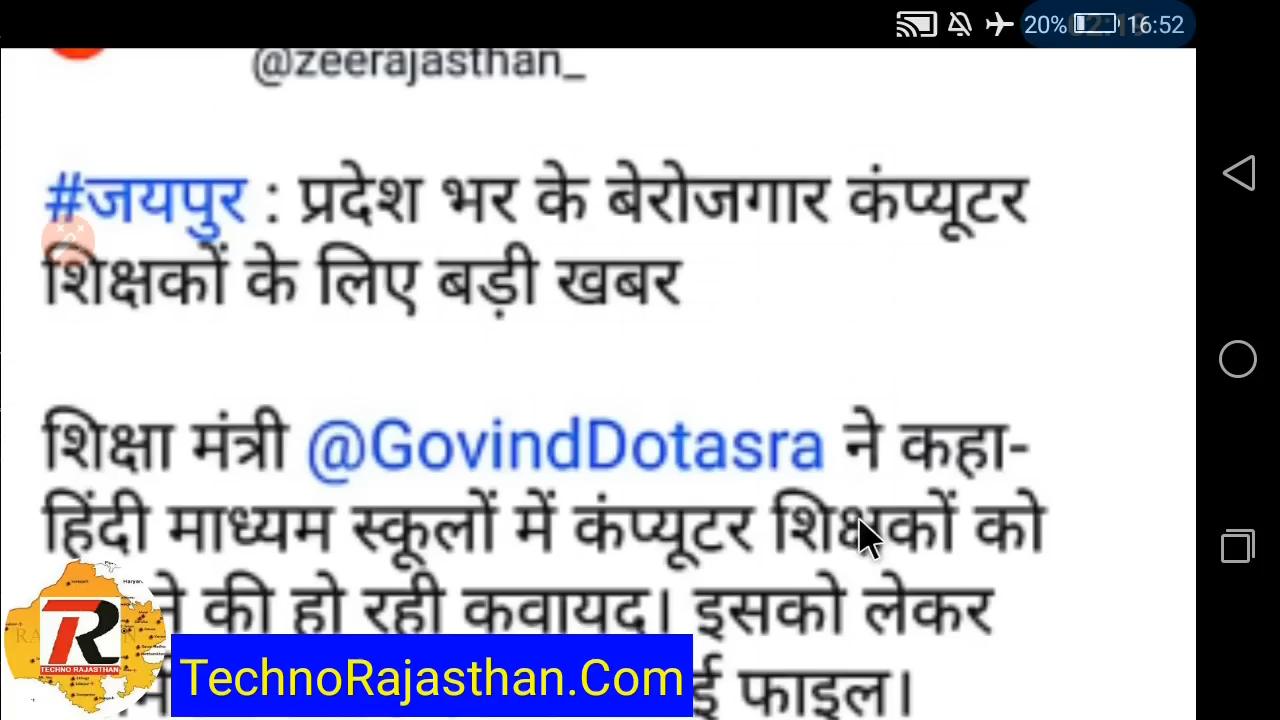 20% 16:52
@zeerajasthan_
#जयपुर : प्रदेश भर के बेरोजगार कंप्यूटर
शिक्षकों के लिए बड़ी खबर
शिक्षा मंत्री @GovindDotasra ने कहा-
हिंदी माध्यम स्कूलों में कंप्यूटर शिक्षकों को
की हो रही कवायद। इसको लेकर
फाइल।
TR
TECHNO RAJASTHAN
TechnoRajasthan.Com